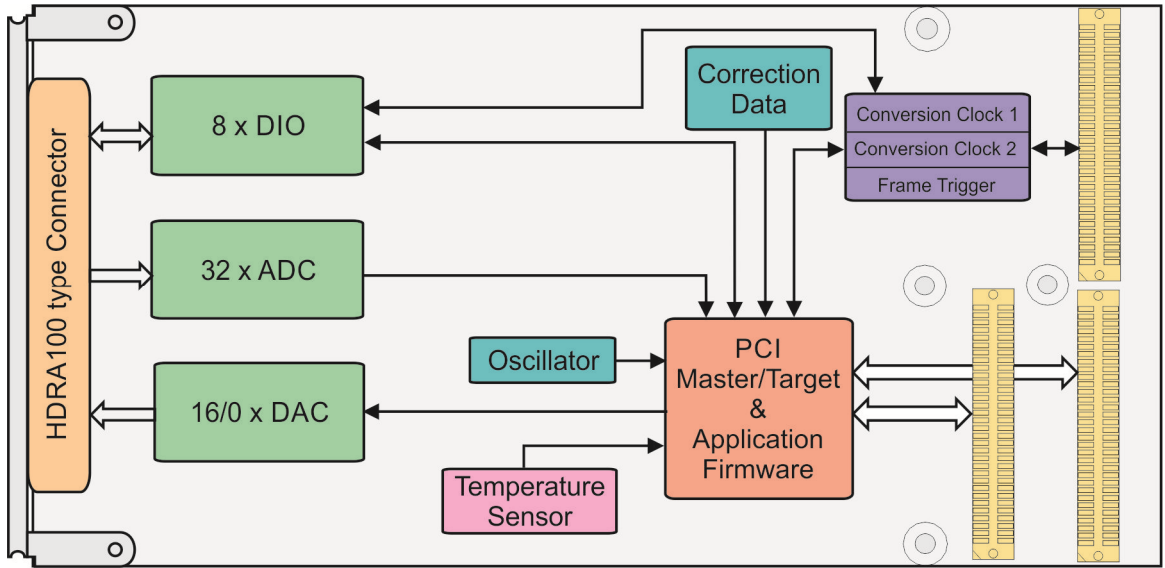 HDRA100 type Connector
8 x DIO
32 x ADC
16/0 x DAC
Correction
Data
Conversion Clock 1
Conversion Clock 2
Frame Trigger
Oscillator
Temperature
Sensor
PCI
Master/Target
&
Application
Firmware